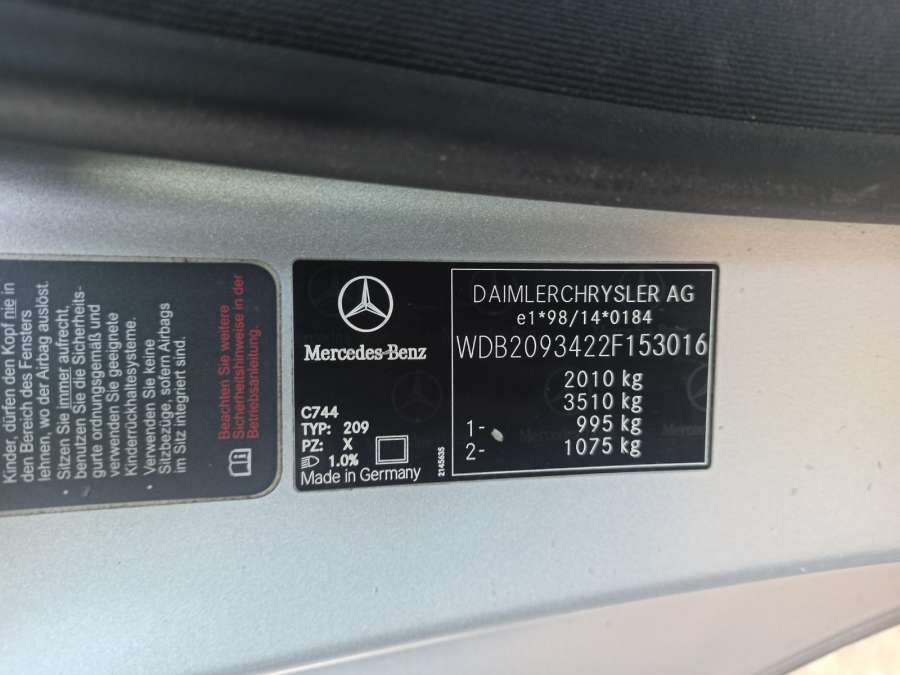 Kinder, dürfen den Kopf nie in
den Bereich des Fensters
lehnen, wo der Airbag auslöst.
· Sitzen Sie immer aufrecht,
benutzen Sie die Sicherheits-
gurte ordnungsgemäß und
verwenden Sie geeignete
Kinderrückhaltesysteme.
· Verwenden Sie keine
Sitzbezüge, sofern Airbags
im Sitz integriert sind.
Beachten Sie weitere
Sicherheitshinweise in der
Betriebsanleitung.
Mercedes-Benz
C744
TYP: 209
PZ: X
1.0%
Made in Germany
2145635
DAIMLERCHRYSLER AG
e1*98/14*0184
WDB2093422F153016
2010 kg
3510 kg
1- 995 kg
2- 1075 kg